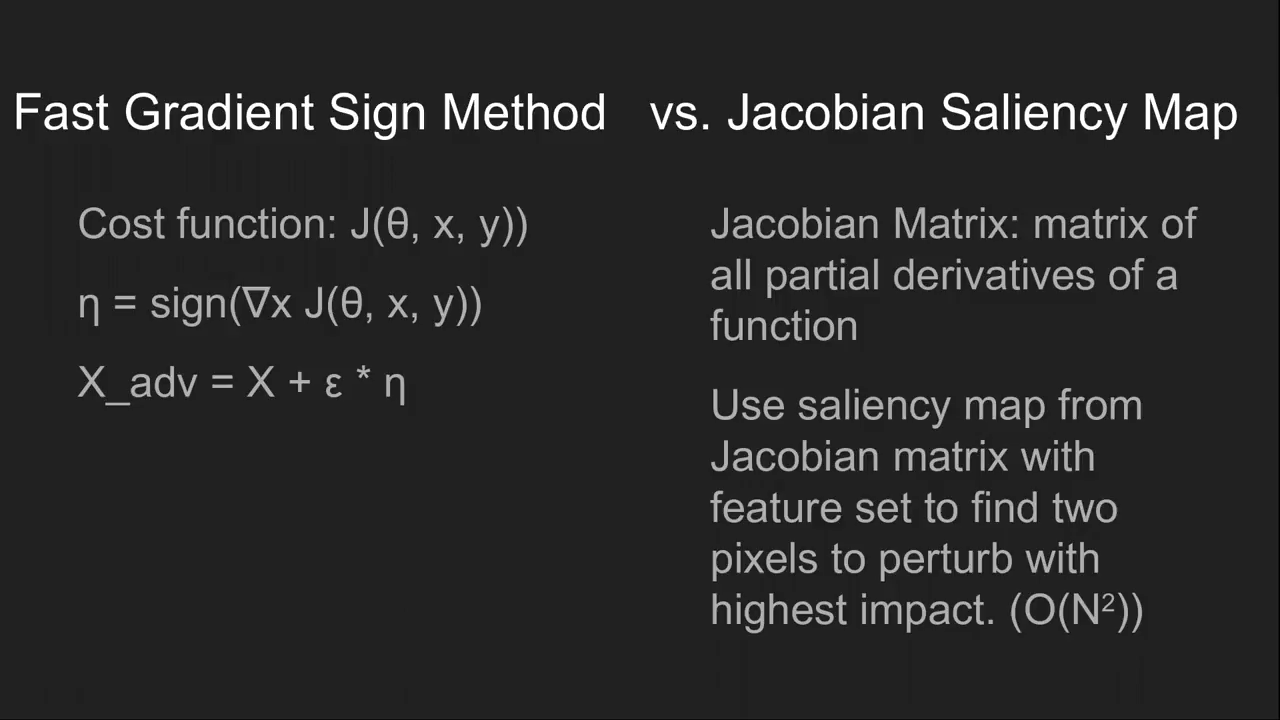 Fast Gradient Sign Method vs. Jacobian Saliency Map
Cost function: J(θ, x, y))
η = sign(∇x J(θ, x, y))
X_adv = X + ε * η
Jacobian Matrix: matrix of
all partial derivatives of a
function
Use saliency map from
Jacobian matrix with
feature set to find two
pixels to perturb with
highest impact. (O(N²))